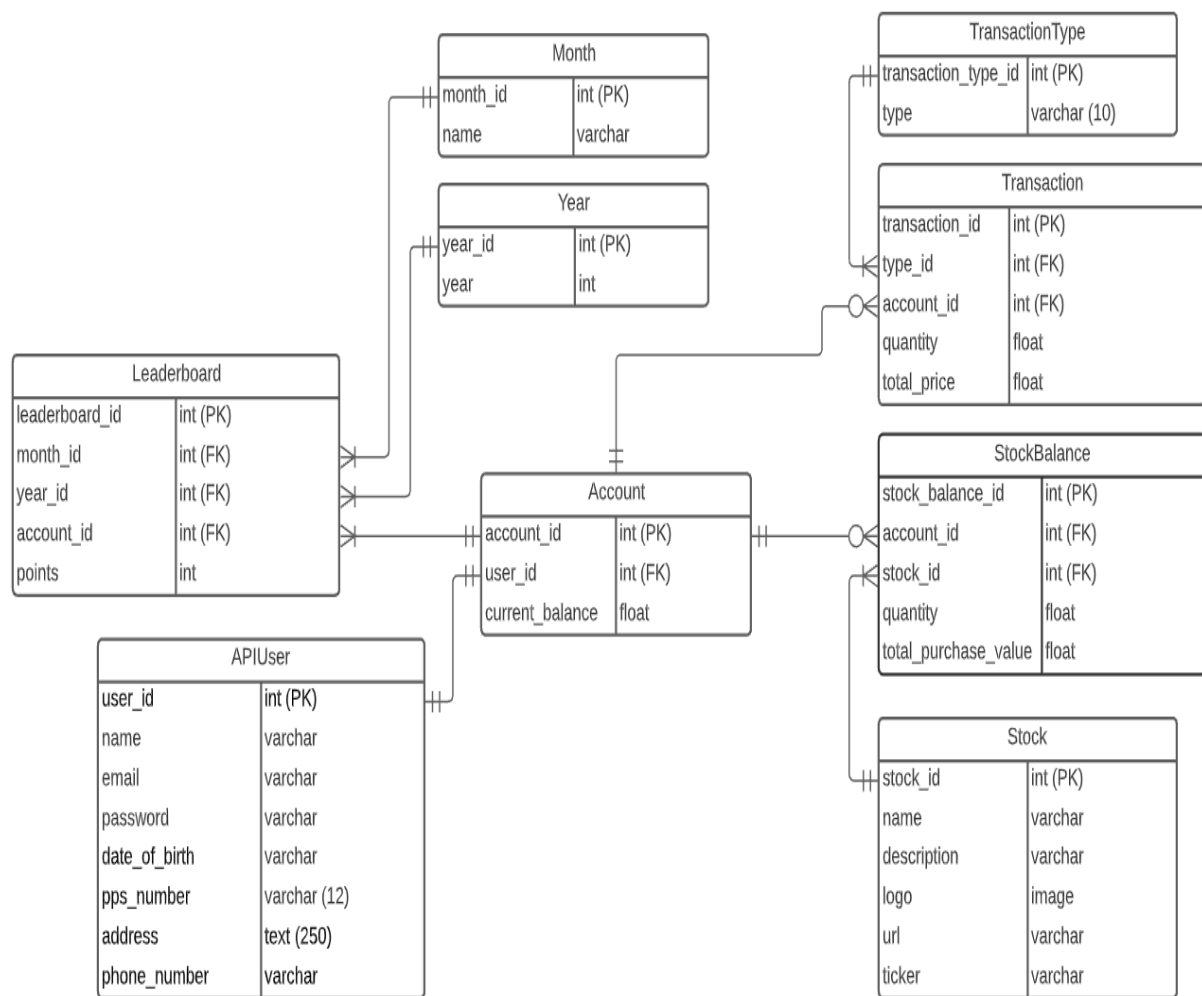 Month
month_id int (PK)
name varchar
Year
year_id int (PK)
year int
Leaderboard
leaderboard_id int (PK)
month_id int (FK)
year_id int (FK)
account_id int (FK)
points int
APIUser
user_id int (PK)
name varchar
email varchar
password varchar
date_of_birth varchar
pps_number varchar (12)
address text (250)
phone_number varchar
Account
account_id int (PK)
user_id int (FK)
current_balance float
TransactionType
transaction_type_id int (PK)
type varchar (10)
Transaction
transaction_id int (PK)
type_id int (FK)
account_id int (FK)
quantity float
total_price float
StockBalance
stock_balance_id int (PK)
account_id int (FK)
stock_id int (FK)
quantity float
total_purchase_value float
Stock
stock_id int (PK)
name varchar
description varchar
logo image
url varchar
ticker varchar